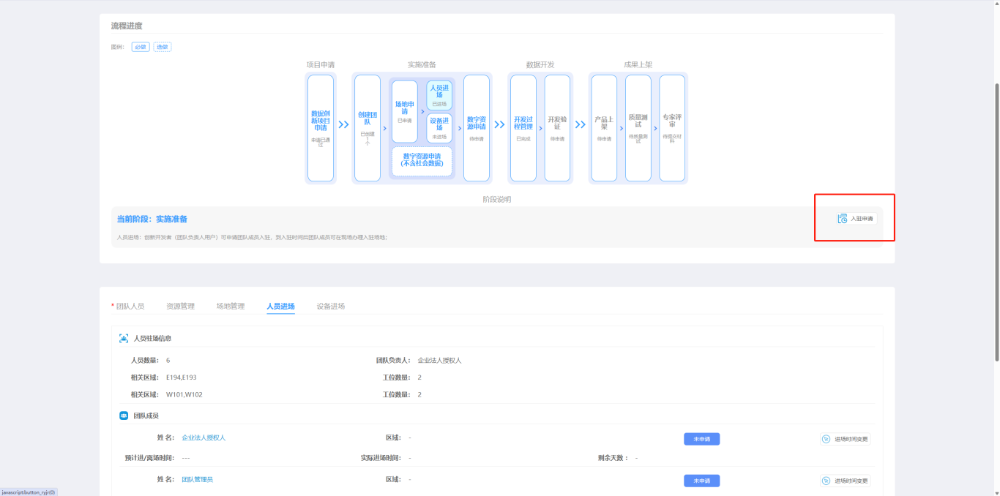 流程进度
图例： 必做 选做
项目申请 实施准备 数据开发 成果上架
数据创新项目申请
申请已通过
创建团队
已创建1个
场地申请
已申请
人员进场
已进场
设备进场
未进场
数字资源申请
(不含社会数据)
数字资源申请
待申请
开发过程管理
已完成
开发验证
待申请
产品上架
待申请
质量测试
待质量测试
专家评审
待提交材料
阶段说明
当前阶段：实施准备
入驻申请
人员进场：创新开发者（团队负责人用户）可申请团队成员入驻，到入驻时间后团队成员可在现场办理入驻场地；
* 团队人员 资源管理 场地管理 人员进场 设备进场
人员驻场信息
人员数量： 6 团队负责人： 企业法人授权人
相关区域： E194,E193 工位数量： 2
相关区域： W101,W102 工位数量： 2
团队成员
姓 名： 企业法人授权人 区域： - 未申请 进场时间变更
预计进/离场时间： --- 实际进场时间： - 剩余天数 ： -
姓 名： 团队管理员 区域： - 未申请 进场时间变更
javascript:button_ryjr(0)